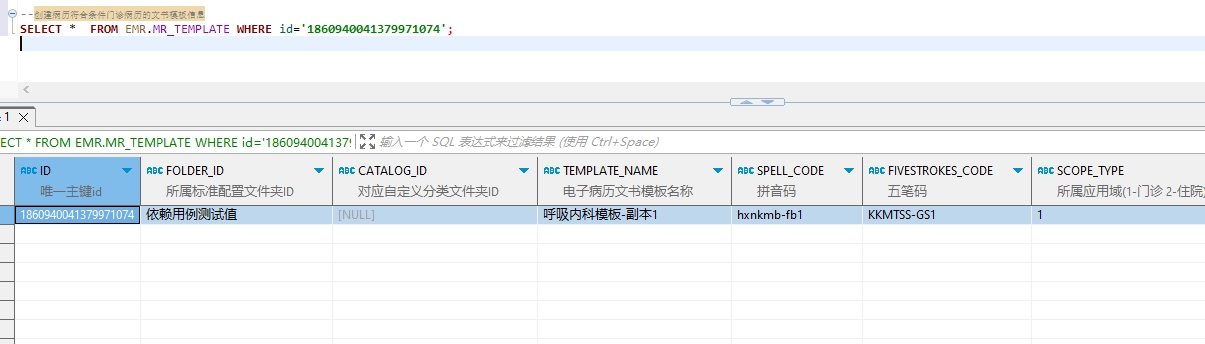 --创建病历符合条件门诊病历的文书模板信息
SELECT * FROM EMR.MR_TEMPLATE WHERE id='1860940041379971074';
1
ECT * FROM EMR.MR_TEMPLATE WHERE id='186094004137９ 输入一个 SQL 表达式来过滤结果 (使用 Ctrl+Space)
ABC ID ABC FOLDER_ID ABC CATALOG_ID ABC TEMPLATE_NAME ABC SPELL_CODE ABC FIVESTROKES_CODE ABC SCOPE_TYPE
唯一主键id 所属标准配置文件夹ID 对应自定义分类文件夹ID 电子病历文书模板名称 拼音码 五笔码 所属应用域(1-门诊 2-住院)
1860940041379971074 依赖用例测试值 [NULL] 呼吸内科模板-副本1 hxnkmb-fb1 KKMTSS-GS1 1